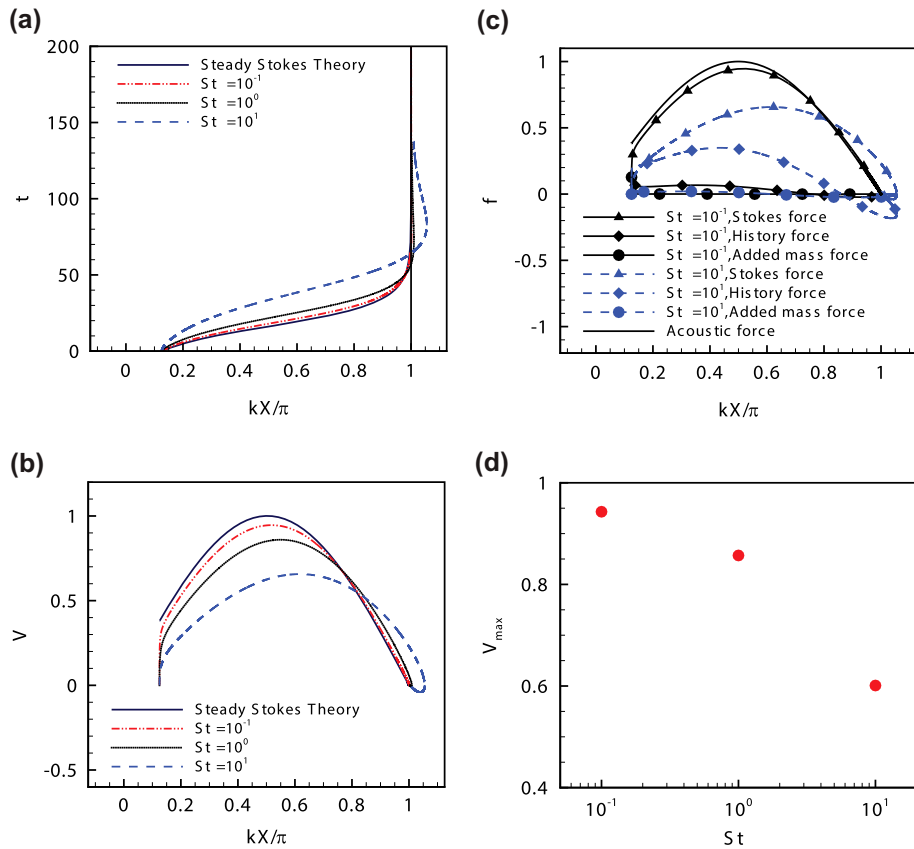 (a)
200
150
100
50
0
t
Steady Stokes Theory
St =10⁻¹
St =10⁰
St =10¹
0 0.2 0.4 0.6 0.8 1
kX/π
(c)
1
0.5
0
-0.5
-1
f
St =10⁻¹,Stokes force
St =10⁻¹,History force
St =10⁻¹,Added mass force
St =10¹,Stokes force
St =10¹,History force
St =10¹,Added mass force
Acoustic force
0 0.2 0.4 0.6 0.8 1
kX/π
(b)
1
0.5
0
-0.5
V
Steady Stokes Theory
St =10⁻¹
St =10⁰
St =10¹
0 0.2 0.4 0.6 0.8 1
kX/π
(d)
1
0.8
0.6
0.4
Vmax
10⁻¹ 10⁰ 10¹
St